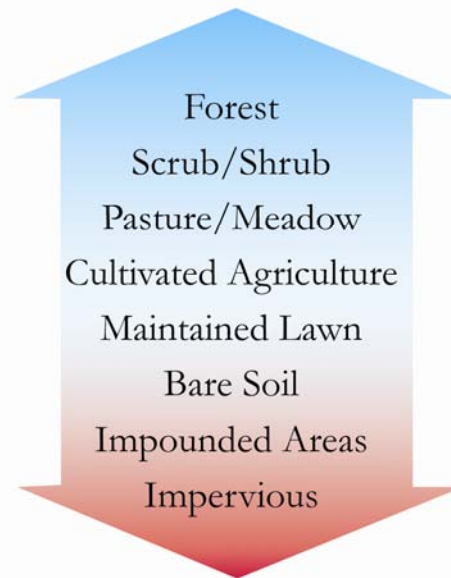 Forest
Scrub/Shrub
Pasture/Meadow
Cultivated Agriculture
Maintained Lawn
Bare Soil
Impounded Areas
Impervious